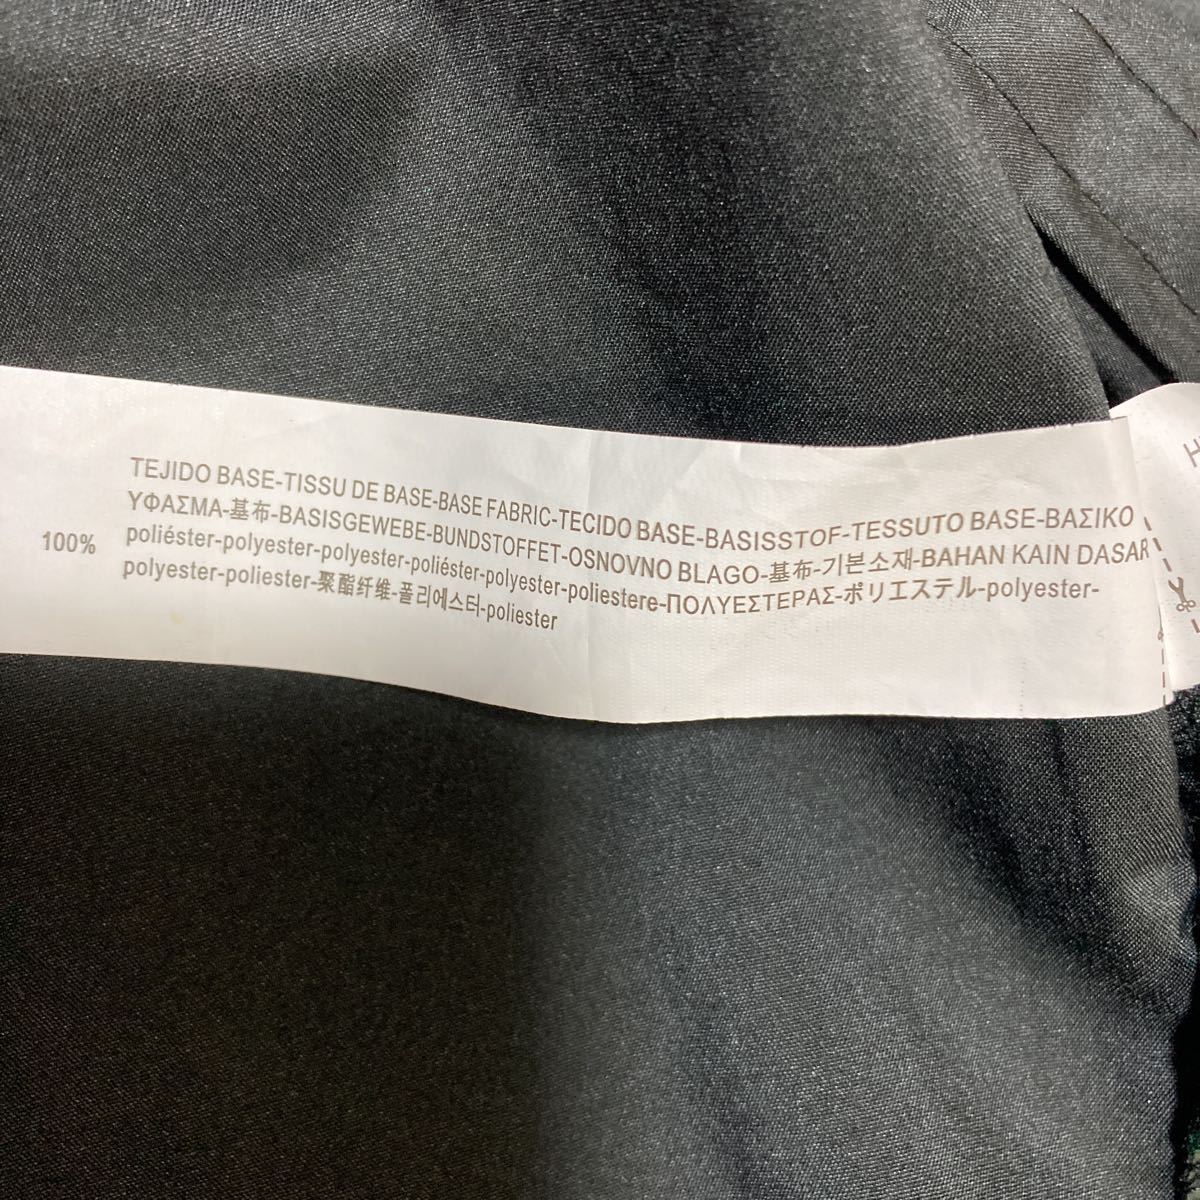 TEJIDO BASE-TISSU DE BASE-BASE FABRIC-TECIDO BASE-BASISSTOF-TESSUTO BASE-ΒΑΣΙΚΟ
ΥΦΑΣΜΑ-基布-BASISGEWEBE-BUNDSTOFFET-OSNOVNO BLAGO-基布-기본소재-BAHAN KAIN DASAR
100% poliéster-polyester-polyester-poliéster-polyester-poliestere-ΠΟΛΥΕΣΤΕΡΑΣ-ポリエステル-polyester-
polyester-poliester-聚酯纤维-폴리에스터-poliester
H